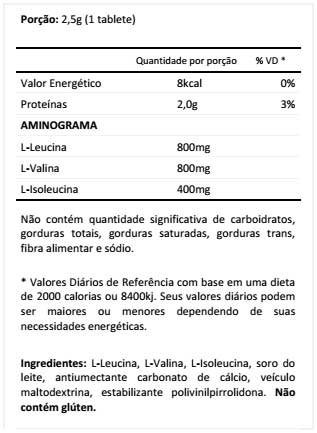 Porção: 2,5g (1 tablete)
Quantidade por porção % VD *
Valor Energético 8kcal 0%
Proteínas 2,0g 3%
AMINOGRAMA
L-Leucina 800mg
L-Valina 800mg
L-Isoleucina 400mg
Não contém quantidade significativa de carboidratos,
gorduras totais, gorduras saturadas, gorduras trans,
fibra alimentar e sódio.
* Valores Diários de Referência com base em uma dieta
de 2000 calorias ou 8400kj. Seus valores diários podem
ser maiores ou menores dependendo de suas
necessidades energéticas.
Ingredientes: L-Leucina, L-Valina, L-Isoleucina, soro do
leite, antiumectante carbonato de cálcio, veículo
maltodextrina, estabilizante polivinilpirrolidona. Não
contém glúten.